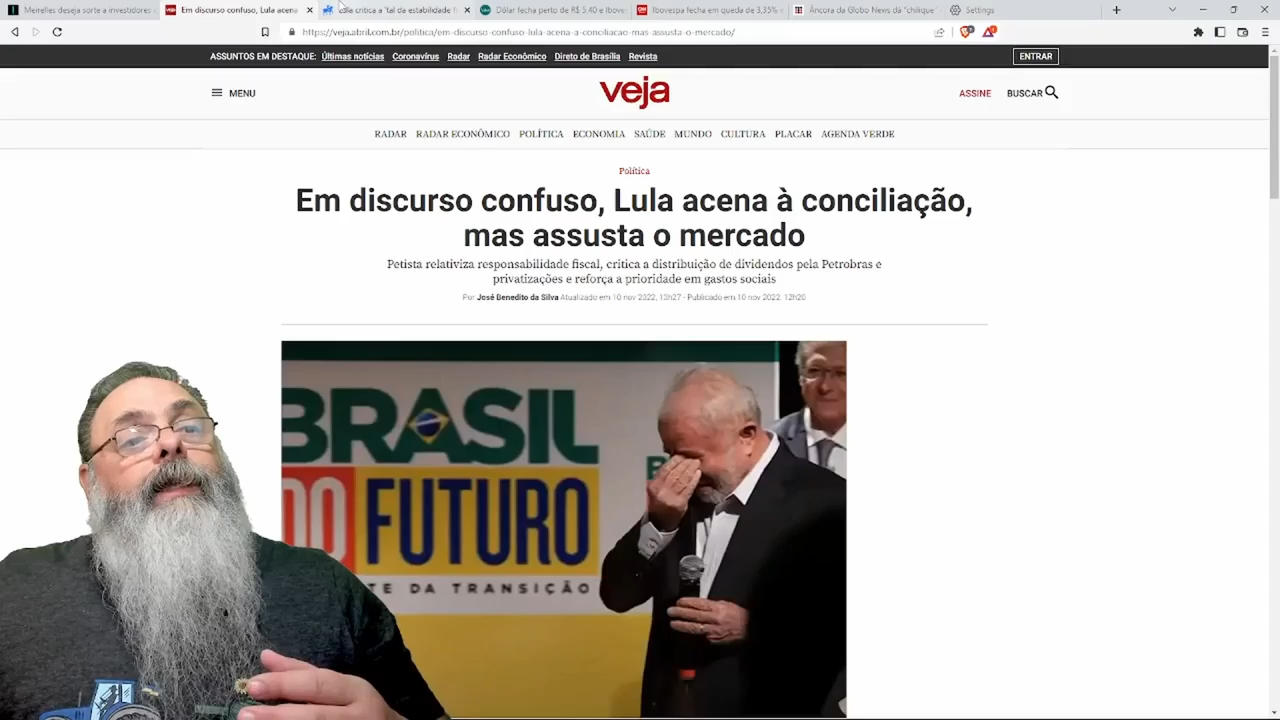 Meirelles deseja sorte a investidores
Em discurso confuso, Lula acena
critica a 'tal da estabilidade
Dólar fecha perto de R$ 5,40 e Iboves
Ibovespa fecha em queda de 3,35%
Âncora da Globo News dá "chilique"
Settings
https://veja.abril.com.br/politica/em-discurso-confuso-lula-acena-a-conciliacao-mas-assusta-o-mercado/
ASSUNTOS EM DESTAQUE: Últimas notícias Coronavírus Radar Radar Econômico Direto de Brasília Revista
ENTRAR
MENU
veja
ASSINE
BUSCAR
RADAR RADAR ECONÔMICO POLÍTICA ECONOMIA SAÚDE MUNDO CULTURA PLACAR AGENDA VERDE
Política
Em discurso confuso, Lula acena à conciliação,
mas assusta o mercado
Petista relativiza responsabilidade fiscal, critica a distribuição de dividendos pela Petrobras e
privatizações e reforça a prioridade em gastos sociais
Por José Benedito da Silva Atualizado em 10 nov 2022, 13h27 - Publicado em 10 nov 2022, 12h20
BRASIL
DO FUTURO
TE DA TRANSIÇÃO
B